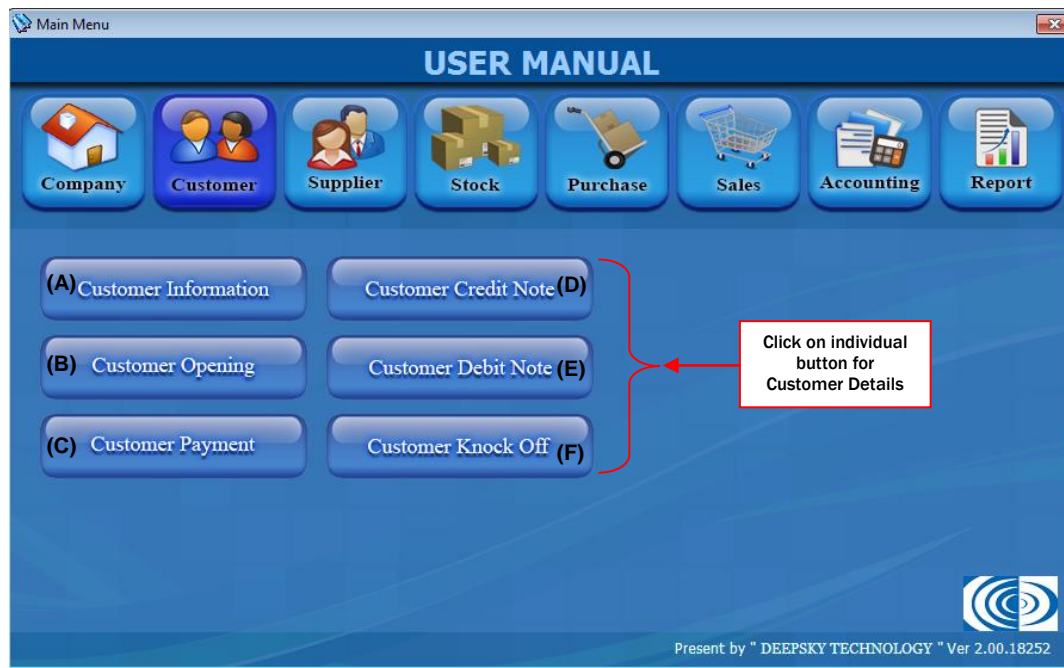 Main Menu
USER MANUAL
Company Customer Supplier Stock Purchase Sales Accounting Report
(A) Customer Information
Customer Credit Note (D)
(B) Customer Opening
Customer Debit Note (E)
(C) Customer Payment
Customer Knock Off (F)
Click on individual
button for
Customer Details
Present by " DEEPSKY TECHNOLOGY " Ver 2.00.18252